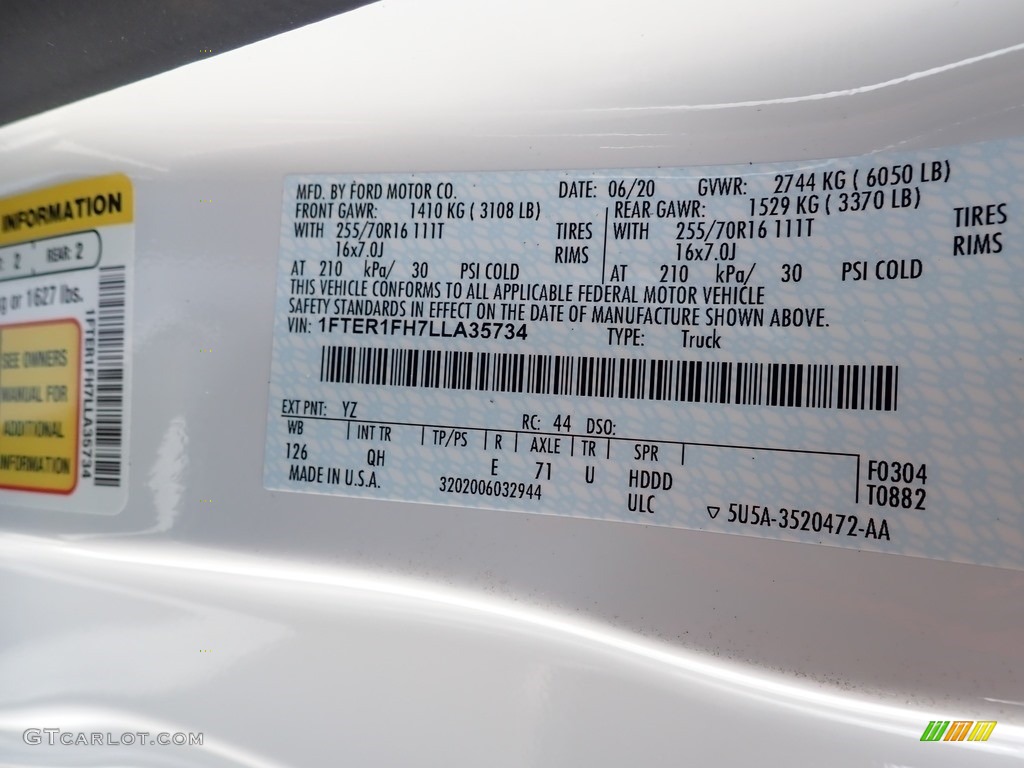 INFORMATION
: 2 REAR: 2
g or 1627 lbs.
SEE OWNERS
MANUAL FOR
ADDITIONAL
INFORMATION
1FTER1FH7LLA35734
MFD. BY FORD MOTOR CO. DATE: 06/20 GVWR: 2744 KG ( 6050 LB)
FRONT GAWR: 1410 KG ( 3108 LB) REAR GAWR: 1529 KG ( 3370 LB)
WITH 255/70R16 111T TIRES WITH 255/70R16 111T TIRES
16x7.0J RIMS 16x7.0J RIMS
AT 210 kPa/ 30 PSI COLD AT 210 kPa/ 30 PSI COLD
THIS VEHICLE CONFORMS TO ALL APPLICABLE FEDERAL MOTOR VEHICLE
SAFETY STANDARDS IN EFFECT ON THE DATE OF MANUFACTURE SHOWN ABOVE.
VIN: 1FTER1FH7LLA35734 TYPE: Truck
EXT PNT: YZ RC: 44 DSO:
WB INT TR TP/PS R AXLE TR SPR
126 QH E 71 U HDDD F0304
MADE IN U.S.A. 3202006032944 ULC T0882
5U5A-3520472-AA
GTCARLOT.COM